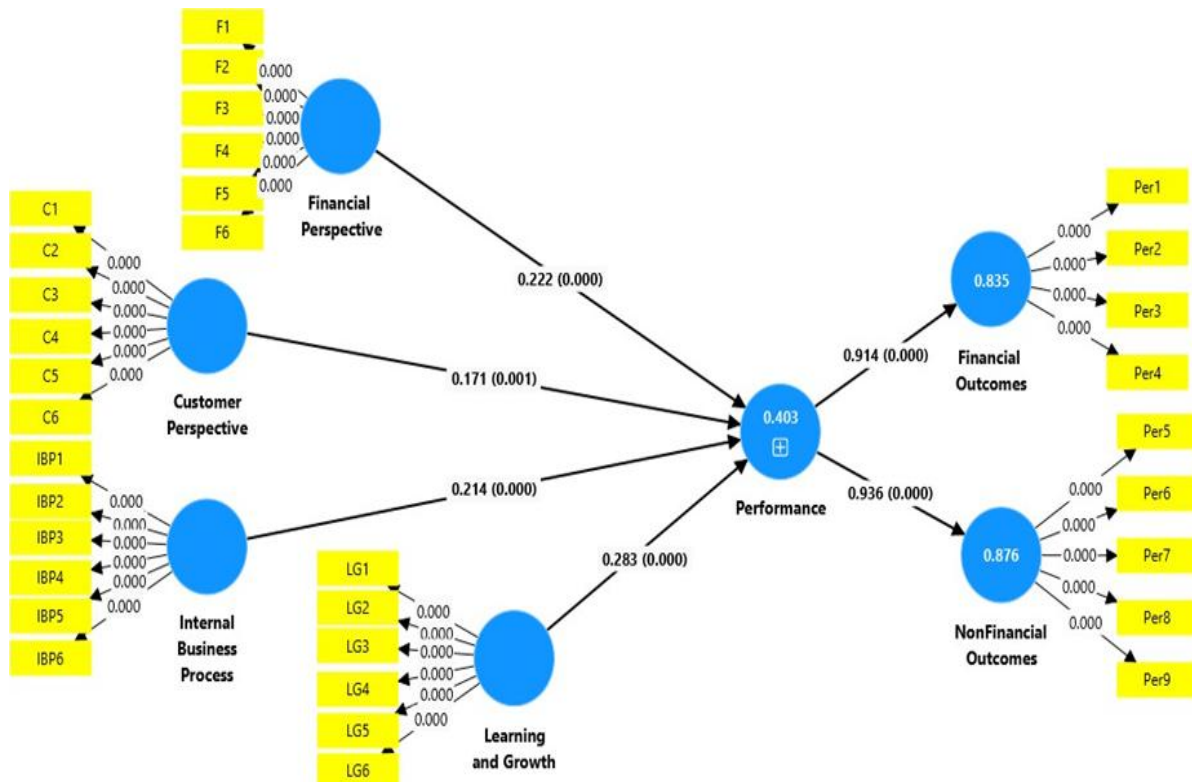 F1
F2
F3
F4
F5
F6
0.000
0.000
0.000
0.000
0.000
0.000
Financial
Perspective
C1
C2
C3
C4
C5
C6
0.000
0.000
0.000
0.000
0.000
0.000
Customer
Perspective
IBP1
IBP2
IBP3
IBP4
IBP5
IBP6
0.000
0.000
0.000
0.000
0.000
0.000
Internal
Business
Process
LG1
LG2
LG3
LG4
LG5
LG6
0.000
0.000
0.000
0.000
0.000
0.000
Learning
and Growth
0.222 (0.000)
0.171 (0.001)
0.214 (0.000)
0.283 (0.000)
0.403
Performance
0.914 (0.000)
0.936 (0.000)
0.835
Financial
Outcomes
0.000
0.000
0.000
0.000
Per1
Per2
Per3
Per4
0.876
NonFinancial
Outcomes
0.000
0.000
0.000
0.000
0.000
Per5
Per6
Per7
Per8
Per9